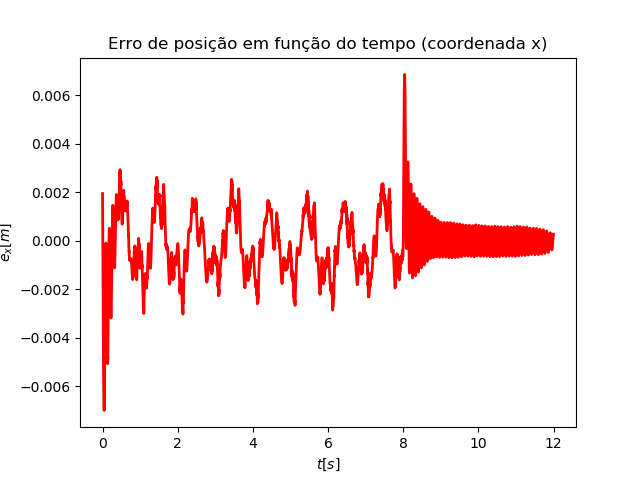 Erro de posição em função do tempo (coordenada x)
0.006
0.004
0.002
0.000
−0.002
−0.004
−0.006
e_x[m]
0 2 4 6 8 10 12
t[s]